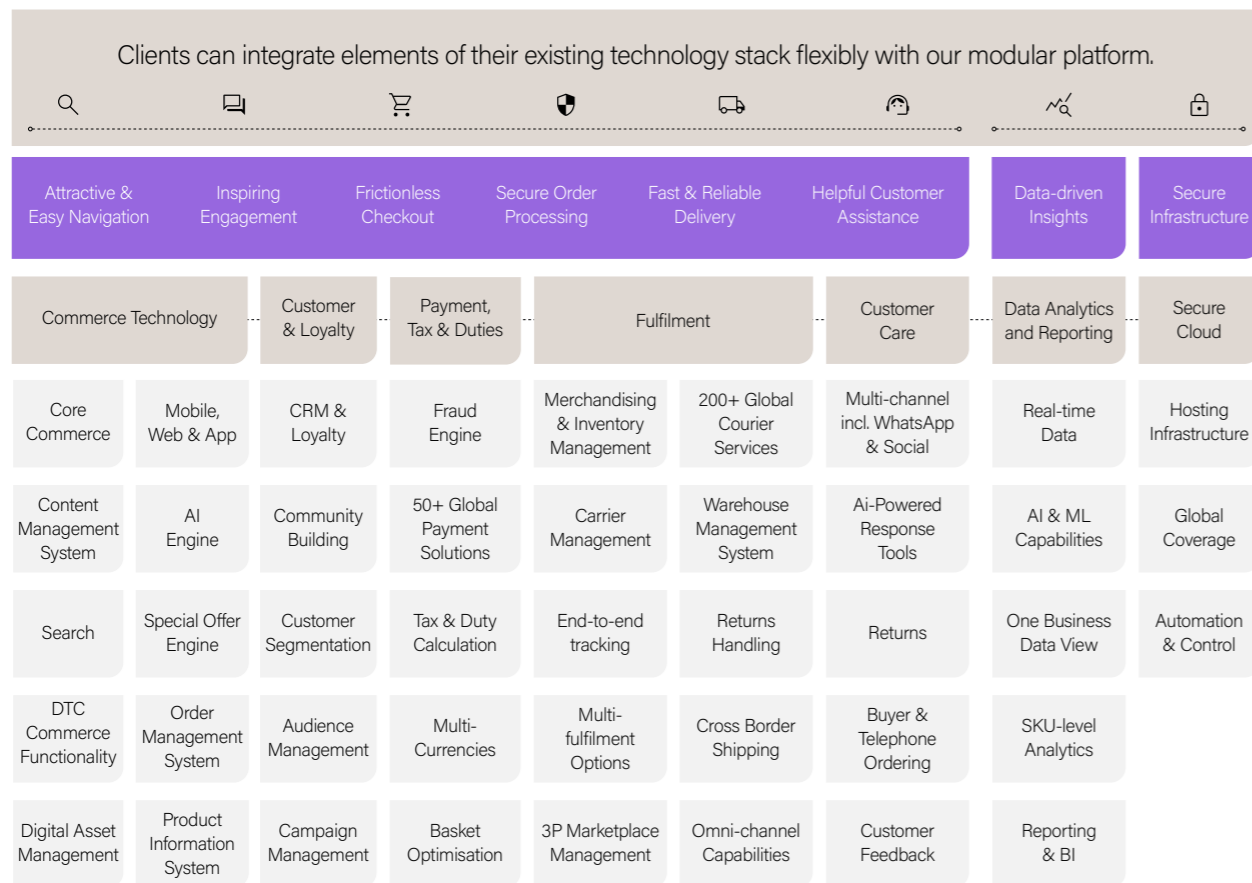 Clients can integrate elements of their existing technology stack flexibly with our modular platform.
Attractive &
Easy Navigation
Inspiring
Engagement
Frictionless
Checkout
Secure Order
Processing
Fast & Reliable
Delivery
Helpful Customer
Assistance
Data-driven
Insights
Secure
Infrastructure
Commerce Technology
Customer
& Loyalty
Payment,
Tax & Duties
Fulfilment
Customer
Care
Data Analytics
and Reporting
Secure
Cloud
Core
Commerce
Mobile,
Web & App
CRM &
Loyalty
Fraud
Engine
Merchandising
& Inventory
Management
200+ Global
Courier
Services
Multi-channel
incl. WhatsApp
& Social
Real-time
Data
Hosting
Infrastructure
Content
Management
System
AI
Engine
Community
Building
50+ Global
Payment
Solutions
Carrier
Management
Warehouse
Management
System
Ai-Powered
Response
Tools
AI & ML
Capabilities
Global
Coverage
Search
Special Offer
Engine
Customer
Segmentation
Tax & Duty
Calculation
End-to-end
tracking
Returns
Handling
Returns
One Business
Data View
Automation
& Control
DTC
Commerce
Functionality
Order
Management
System
Audience
Management
Multi-
Currencies
Multi-
fulfilment
Options
Cross Border
Shipping
Buyer &
Telephone
Ordering
SKU-level
Analytics
Digital Asset
Management
Product
Information
System
Campaign
Management
Basket
Optimisation
3P Marketplace
Management
Omni-channel
Capabilities
Customer
Feedback
Reporting
& BI